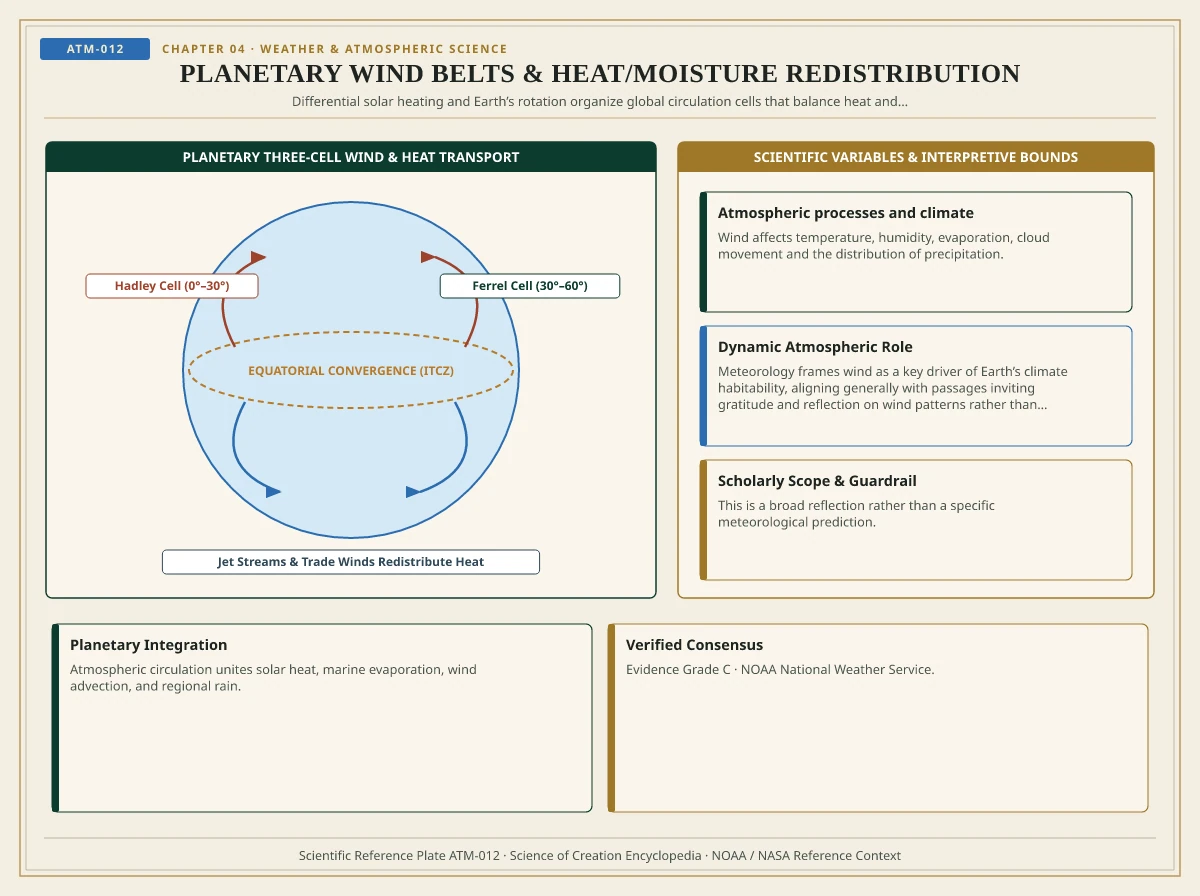 ATM-012
CHAPTER 04 · WEATHER & ATMOSPHERIC SCIENCE
PLANETARY WIND BELTS & HEAT/MOISTURE REDISTRIBUTION
Differential solar heating and Earth’s rotation organize global circulation cells that balance heat and...
PLANETARY THREE-CELL WIND & HEAT TRANSPORT
Hadley Cell (0°–30°)
Ferrel Cell (30°–60°)
EQUATORIAL CONVERGENCE (ITCZ)
Jet Streams & Trade Winds Redistribute Heat
SCIENTIFIC VARIABLES & INTERPRETIVE BOUNDS
Atmospheric processes and climate
Wind affects temperature, humidity, evaporation, cloud
movement and the distribution of precipitation.
Dynamic Atmospheric Role
Meteorology frames wind as a key driver of Earth’s climate
habitability, aligning generally with passages inviting
gratitude and reflection on wind patterns rather than...
Scholarly Scope & Guardrail
This is a broad reflection rather than a specific
meteorological prediction.
Planetary Integration
Atmospheric circulation unites solar heat, marine evaporation, wind
advection, and regional rain.
Verified Consensus
Evidence Grade C · NOAA National Weather Service.
Scientific Reference Plate ATM-012 · Science of Creation Encyclopedia · NOAA / NASA Reference Context